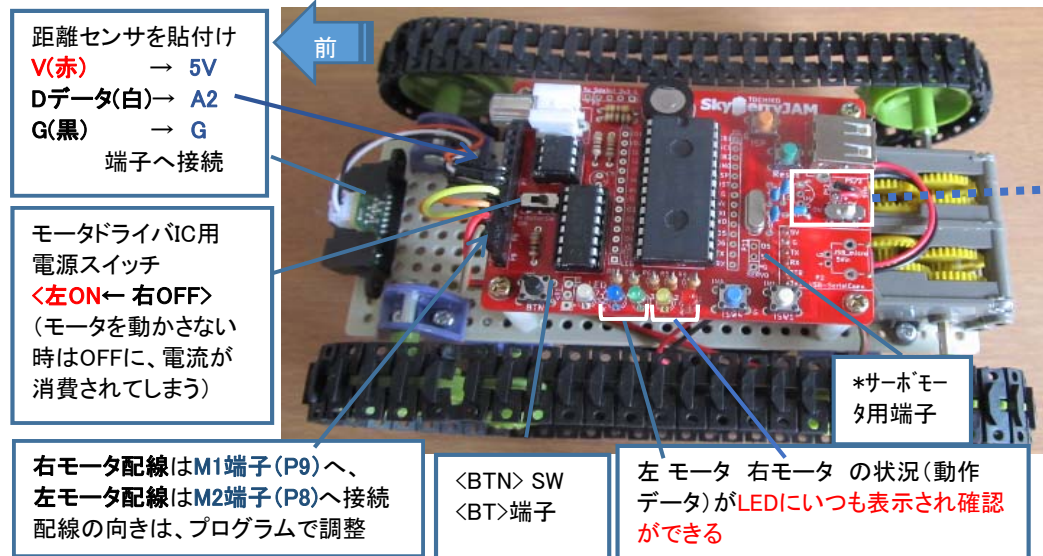 距離センサを貼付け
V(赤) → 5V
Dデータ(白)→ A2
G(黒) → G
端子へ接続
前
モータドライバIC用
電源スイッチ
<左ON← 右OFF>
(モータを動かさない
時はOFFに、電流が
消費されてしまう)
SkyBerryJAM
BTN
*サーボモー
タ用端子
右モータ配線はM1端子(P9)へ、
左モータ配線はM2端子(P8)へ接続
配線の向きは、プログラムで調整
<BTN> SW
<BT>端子
左 モータ 右モータ の状況(動作
データ)がLEDにいつも表示され確認
ができる